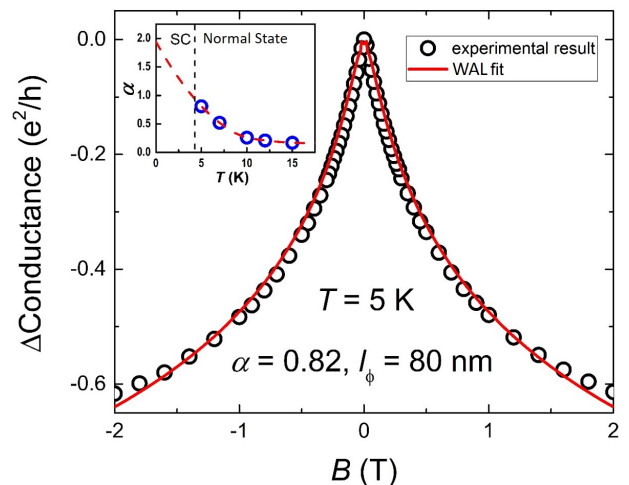 SC Normal State
2.0
1.5
1.0
0.5
0.0
α
0 5 10 15
T (K)
experimental result
WAL fit
0.0
-0.2
-0.4
-0.6
ΔConductance (e²/h)
T = 5 K
α = 0.82, lϕ = 80 nm
-2 -1 0 1 2
B (T)